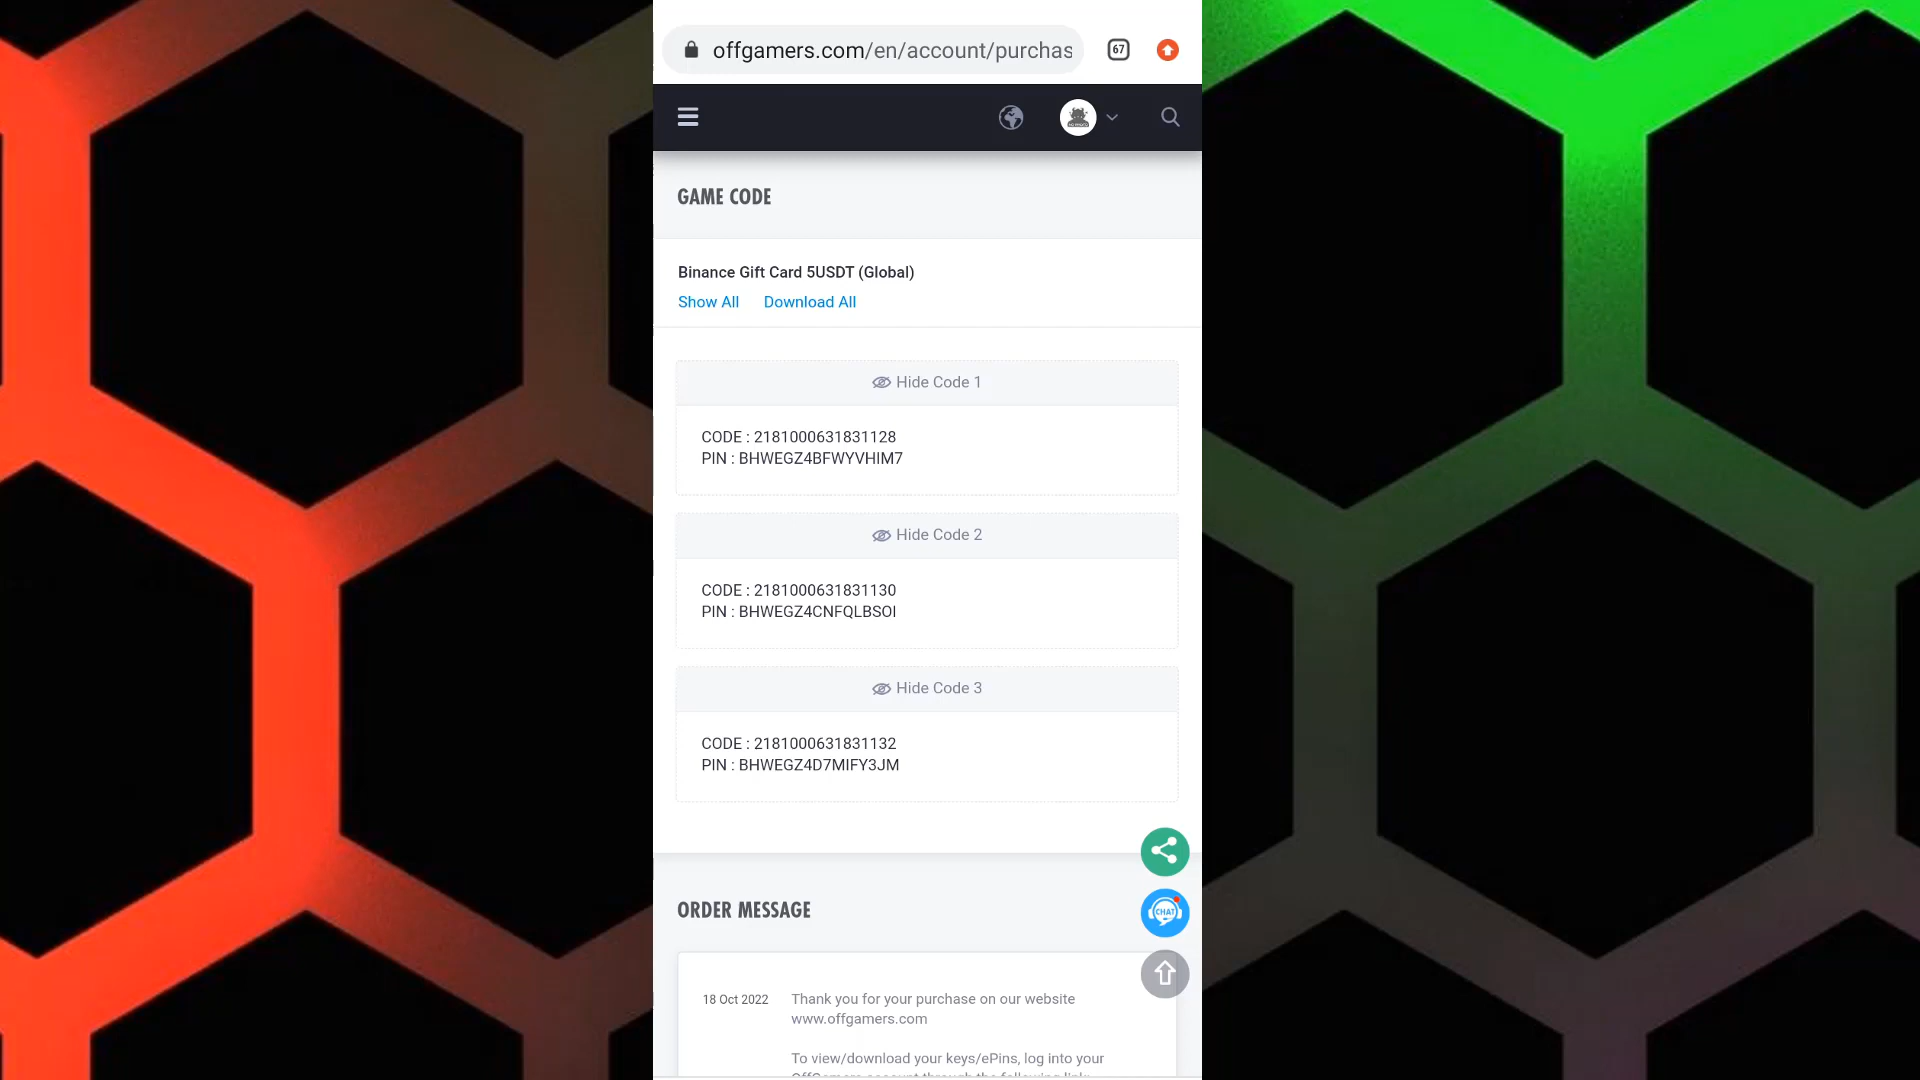 offgamers.com/en/account/purchas
67
GAME CODE
Binance Gift Card 5USDT (Global)
Show All Download All
Hide Code 1
CODE : 2181000631831128
PIN : BHWEGZ4BFWYVHIM7
Hide Code 2
CODE : 2181000631831130
PIN : BHWEGZ4CNFQLBSOI
Hide Code 3
CODE : 2181000631831132
PIN : BHWEGZ4D7MIFY3JM
CHAT
ORDER MESSAGE
18 Oct 2022 Thank you for your purchase on our website
www.offgamers.com
To view/download your keys/ePins, log into your